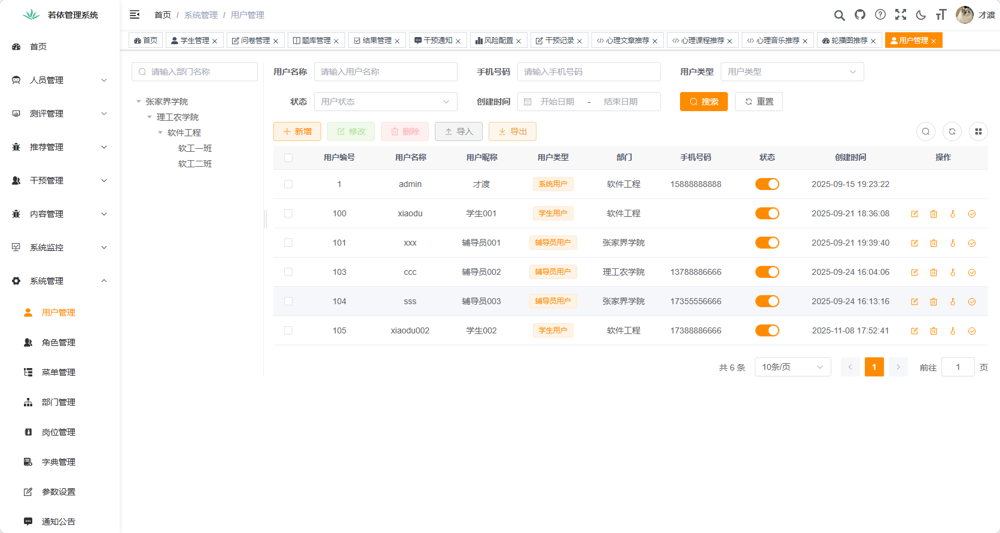 若依管理系统
首页 / 系统管理 / 用户管理
才渡
首页
人员管理
测评管理
推荐管理
干预管理
内容管理
系统监控
系统管理
用户管理
角色管理
菜单管理
部门管理
岗位管理
字典管理
参数设置
通知公告
首页 学生管理 问卷管理 题库管理 结果管理 干预通知 风险配置 干预记录 心理文章推荐 心理课程推荐 心理音乐推荐 轮播图推荐 用户管理
请输入部门名称
张家界学院
理工农学院
软件工程
软工一班
软工二班
用户名称 请输入用户名称 手机号码 请输入手机号码 用户类型 用户类型
状态 用户状态 创建时间 开始日期 - 结束日期 搜索 重置
新增 修改 删除 导入 导出
用户编号 用户名称 用户昵称 用户类型 部门 手机号码 状态 创建时间 操作
1 admin 才渡 系统用户 软件工程 15888888888 2025-09-15 19:23:22
100 xiaodu 学生001 学生用户 软件工程 2025-09-21 18:36:08
101 xxx 辅导员001 辅导员用户 张家界学院 2025-09-21 19:39:40
103 ccc 辅导员002 辅导员用户 理工农学院 13788886666 2025-09-24 16:04:06
104 sss 辅导员003 辅导员用户 张家界学院 17355556666 2025-09-24 16:13:16
105 xiaodu002 学生002 学生用户 软件工程 17388886666 2025-11-08 17:52:41
共 6 条 10条/页 1 前往 1 页